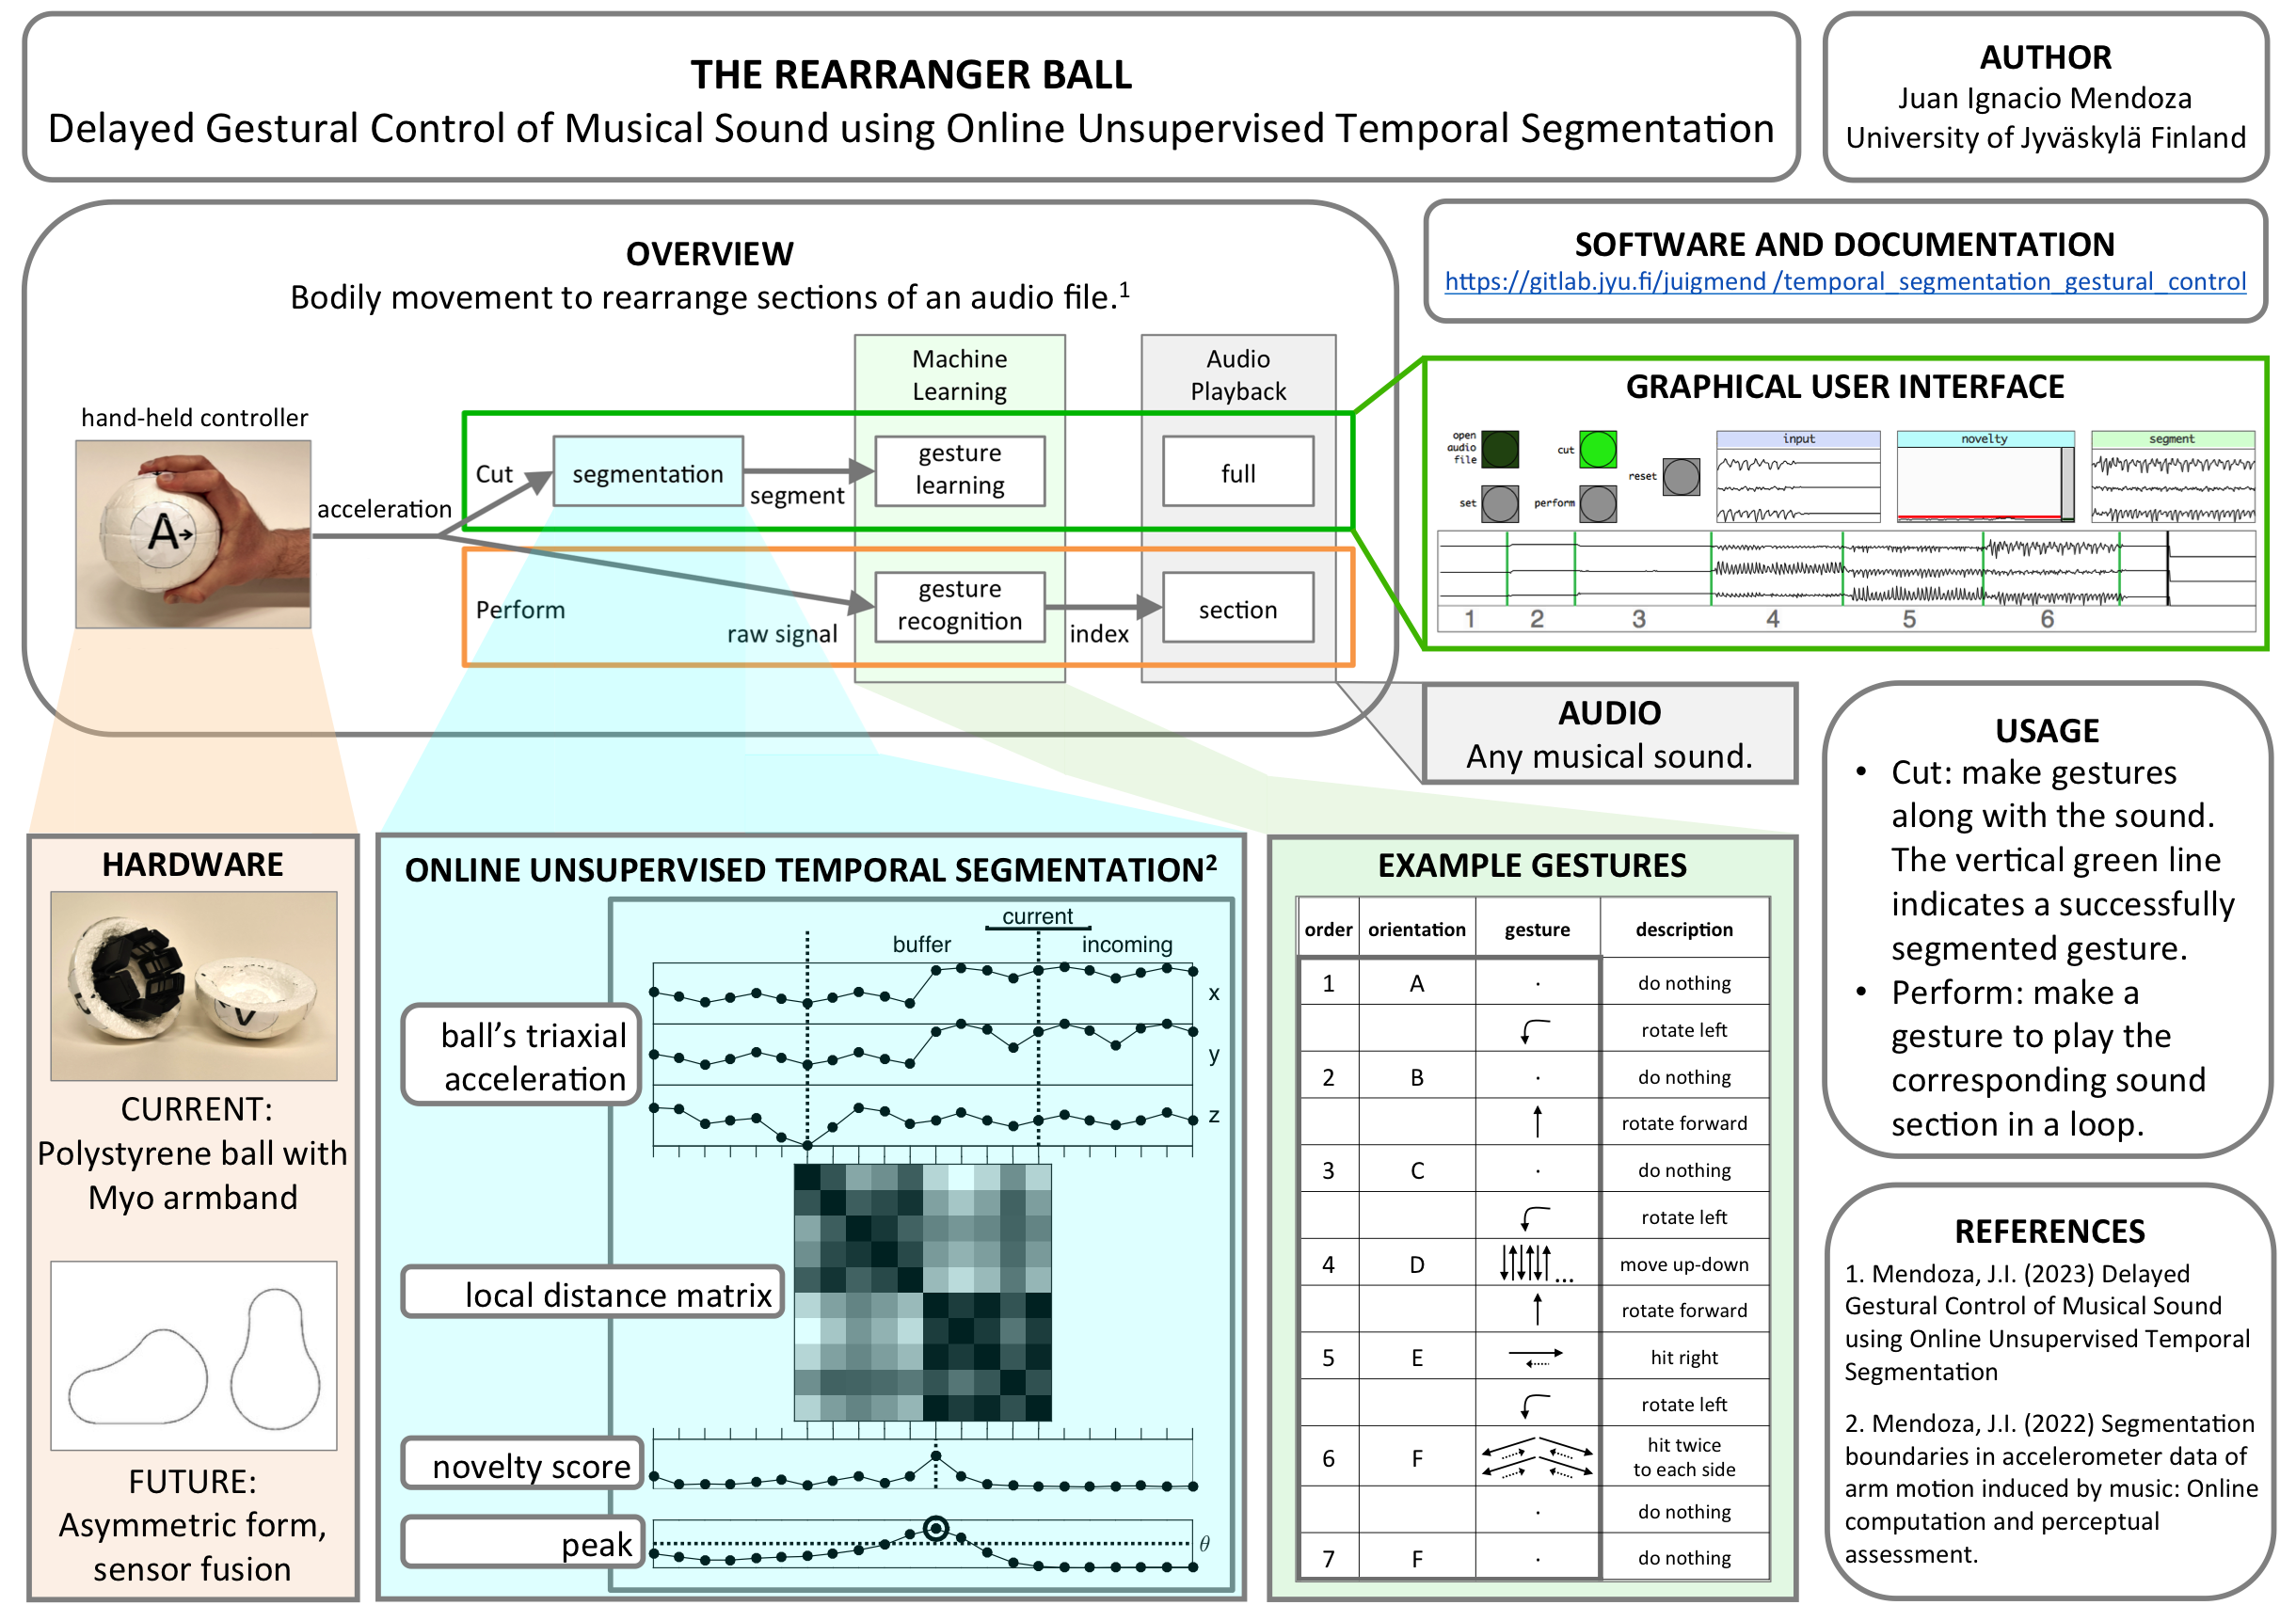 THE REARRANGER BALL
Delayed Gestural Control of Musical Sound using Online Unsupervised Temporal Segmentation
AUTHOR
Juan Ignacio Mendoza
University of Jyväskylä Finland
OVERVIEW
Bodily movement to rearrange sections of an audio file.1
hand-held controller
A
acceleration
Machine
Learning
Audio
Playback
Cut
segmentation
segment
gesture
learning
full
Perform
raw signal
gesture
recognition
index
section
SOFTWARE AND DOCUMENTATION
https://gitlab.jyu.fi/juigmend /temporal_segmentation_gestural_control
GRAPHICAL USER INTERFACE
open
audio
file
cut
reset
set
perform
input
novelty
segment
1 2 3 4 5 6
AUDIO
Any musical sound.
USAGE
• Cut: make gestures
along with the sound.
The vertical green line
indicates a successfully
segmented gesture.
• Perform: make a
gesture to play the
corresponding sound
section in a loop.
HARDWARE
CURRENT:
Polystyrene ball with
Myo armband
FUTURE:
Asymmetric form,
sensor fusion
ONLINE UNSUPERVISED TEMPORAL SEGMENTATION2
current
buffer
incoming
x
y
z
ball's triaxial
acceleration
local distance matrix
novelty score
peak
θ
EXAMPLE GESTURES
order orientation gesture description
1 A · do nothing
rotate left
2 B · do nothing
rotate forward
3 C · do nothing
rotate left
4 D ... move up-down
rotate forward
5 E hit right
rotate left
6 F hit twice
to each side
· do nothing
7 F · do nothing
REFERENCES
1. Mendoza, J.I. (2023) Delayed
Gestural Control of Musical Sound
using Online Unsupervised Temporal
Segmentation
2. Mendoza, J.I. (2022) Segmentation
boundaries in accelerometer data of
arm motion induced by music: Online
computation and perceptual
assessment.